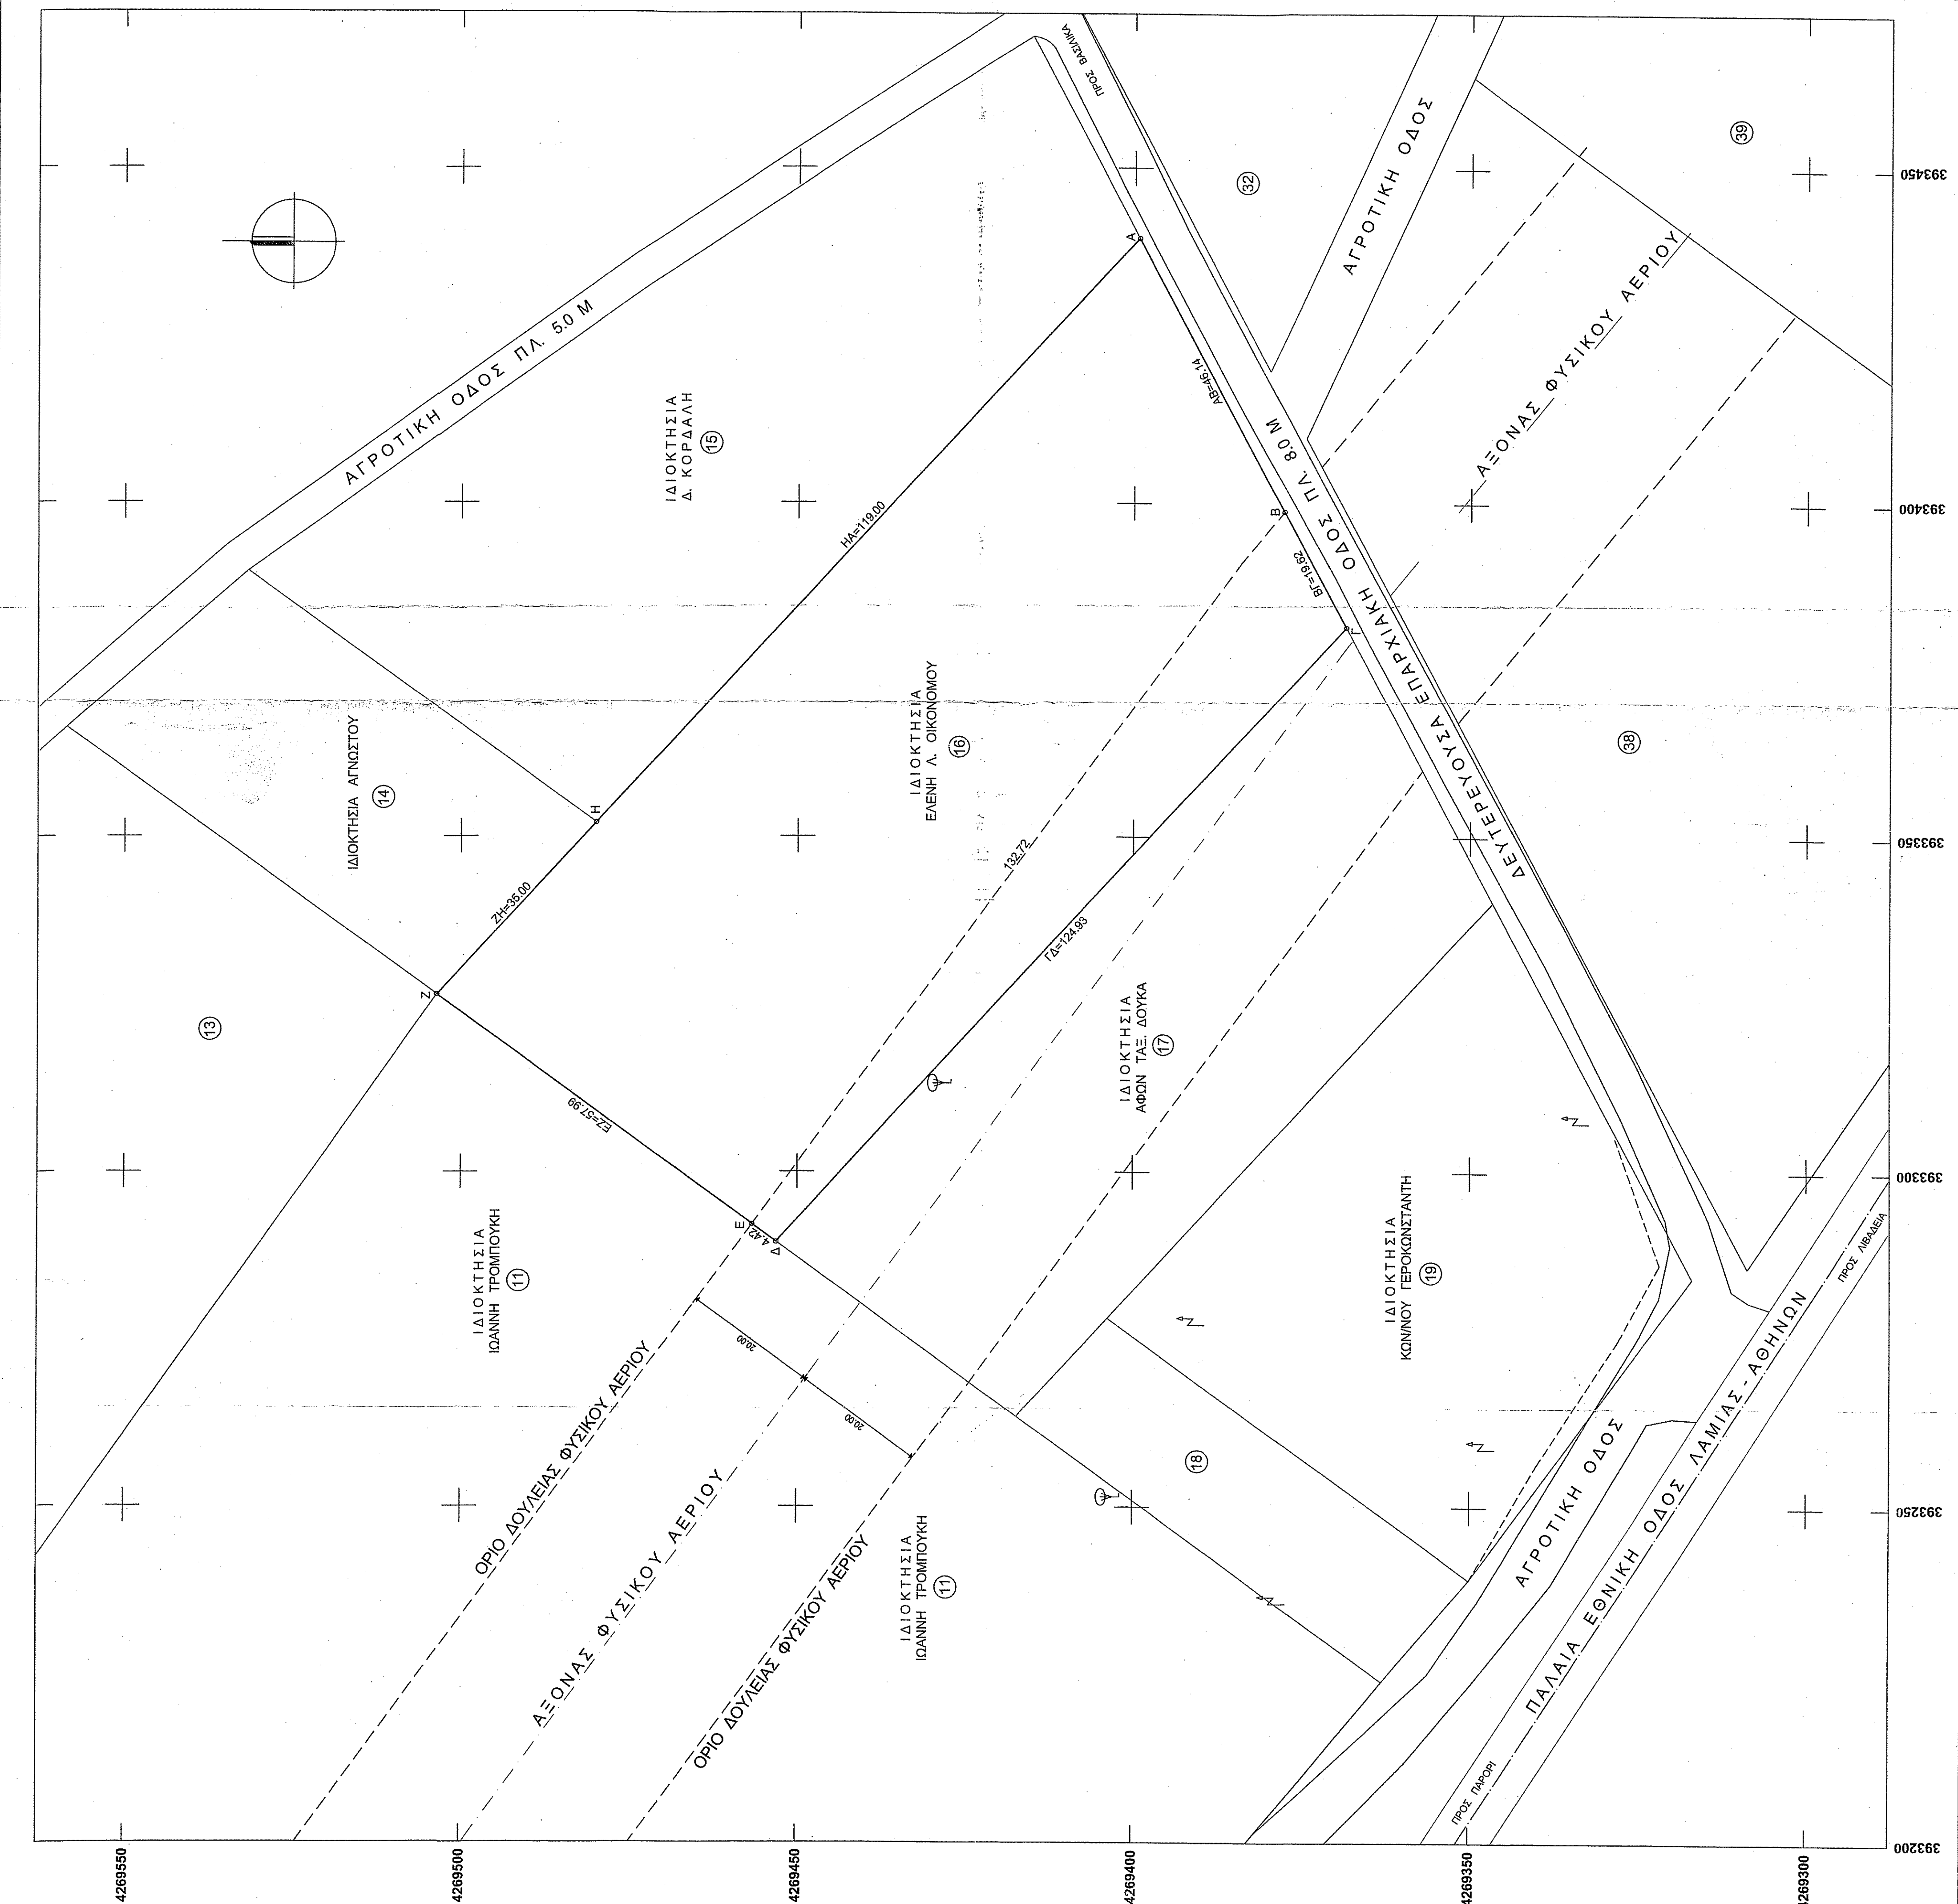 ΠΡΟΣ ΒΑΣΙΛΙΚΑ
ΑΓΡΟΤΙΚΗ ΟΔΟΣ ΠΛ. 5.0 Μ
ΑΓΡΟΤΙΚΗ ΟΔΟΣ
32
39
Α
ΑΒ=46.14
Β
ΒΓ=19.62
Γ
ΓΔ=124.93
Δ
4.42
Ε
ΕΖ=57.99
Ζ
ΖΗ=35.00
Η
ΗΑ=119.00
132.72
ΙΔΙΟΚΤΗΣΙΑ
Δ. ΚΟΡΔΑΛΗ
15
ΙΔΙΟΚΤΗΣΙΑ ΑΓΝΩΣΤΟΥ
14
ΙΔΙΟΚΤΗΣΙΑ
ΕΛΕΝΗ Λ. ΟΙΚΟΝΟΜΟΥ
16
13
ΙΔΙΟΚΤΗΣΙΑ
ΑΦΩΝ ΤΑΞ. ΔΟΥΚΑ
17
ΙΔΙΟΚΤΗΣΙΑ
ΙΩΑΝΝΗ ΤΡΟΜΠΟΥΚΗ
11
ΙΔΙΟΚΤΗΣΙΑ
ΙΩΑΝΝΗ ΤΡΟΜΠΟΥΚΗ
11
18
ΙΔΙΟΚΤΗΣΙΑ
ΚΩΝ/ΝΟΥ ΓΕΡΟΚΩΝΣΤΑΝΤΗ
19
38
ΔΕΥΤΕΡΕΥΟΥΣΑ ΕΠΑΡΧΙΑΚΗ ΟΔΟΣ ΠΛ. 8.0 Μ
ΑΞΟΝΑΣ ΦΥΣΙΚΟΥ ΑΕΡΙΟΥ
ΟΡΙΟ ΔΟΥΛΕΙΑΣ ΦΥΣΙΚΟΥ ΑΕΡΙΟΥ
ΑΞΟΝΑΣ ΦΥΣΙΚΟΥ ΑΕΡΙΟΥ
ΟΡΙΟ ΔΟΥΛΕΙΑΣ ΦΥΣΙΚΟΥ ΑΕΡΙΟΥ
20.00
20.00
ΑΓΡΟΤΙΚΗ ΟΔΟΣ
ΠΑΛΑΙΑ ΕΘΝΙΚΗ ΟΔΟΣ ΛΑΜΙΑΣ - ΑΘΗΝΩΝ
ΠΡΟΣ ΠΑΡΟΡΙ
ΠΡΟΣ ΛΙΒΑΔΕΙΑ
393450
393400
393350
393300
393250
393200
4269550
4269500
4269450
4269400
4269350
4269300